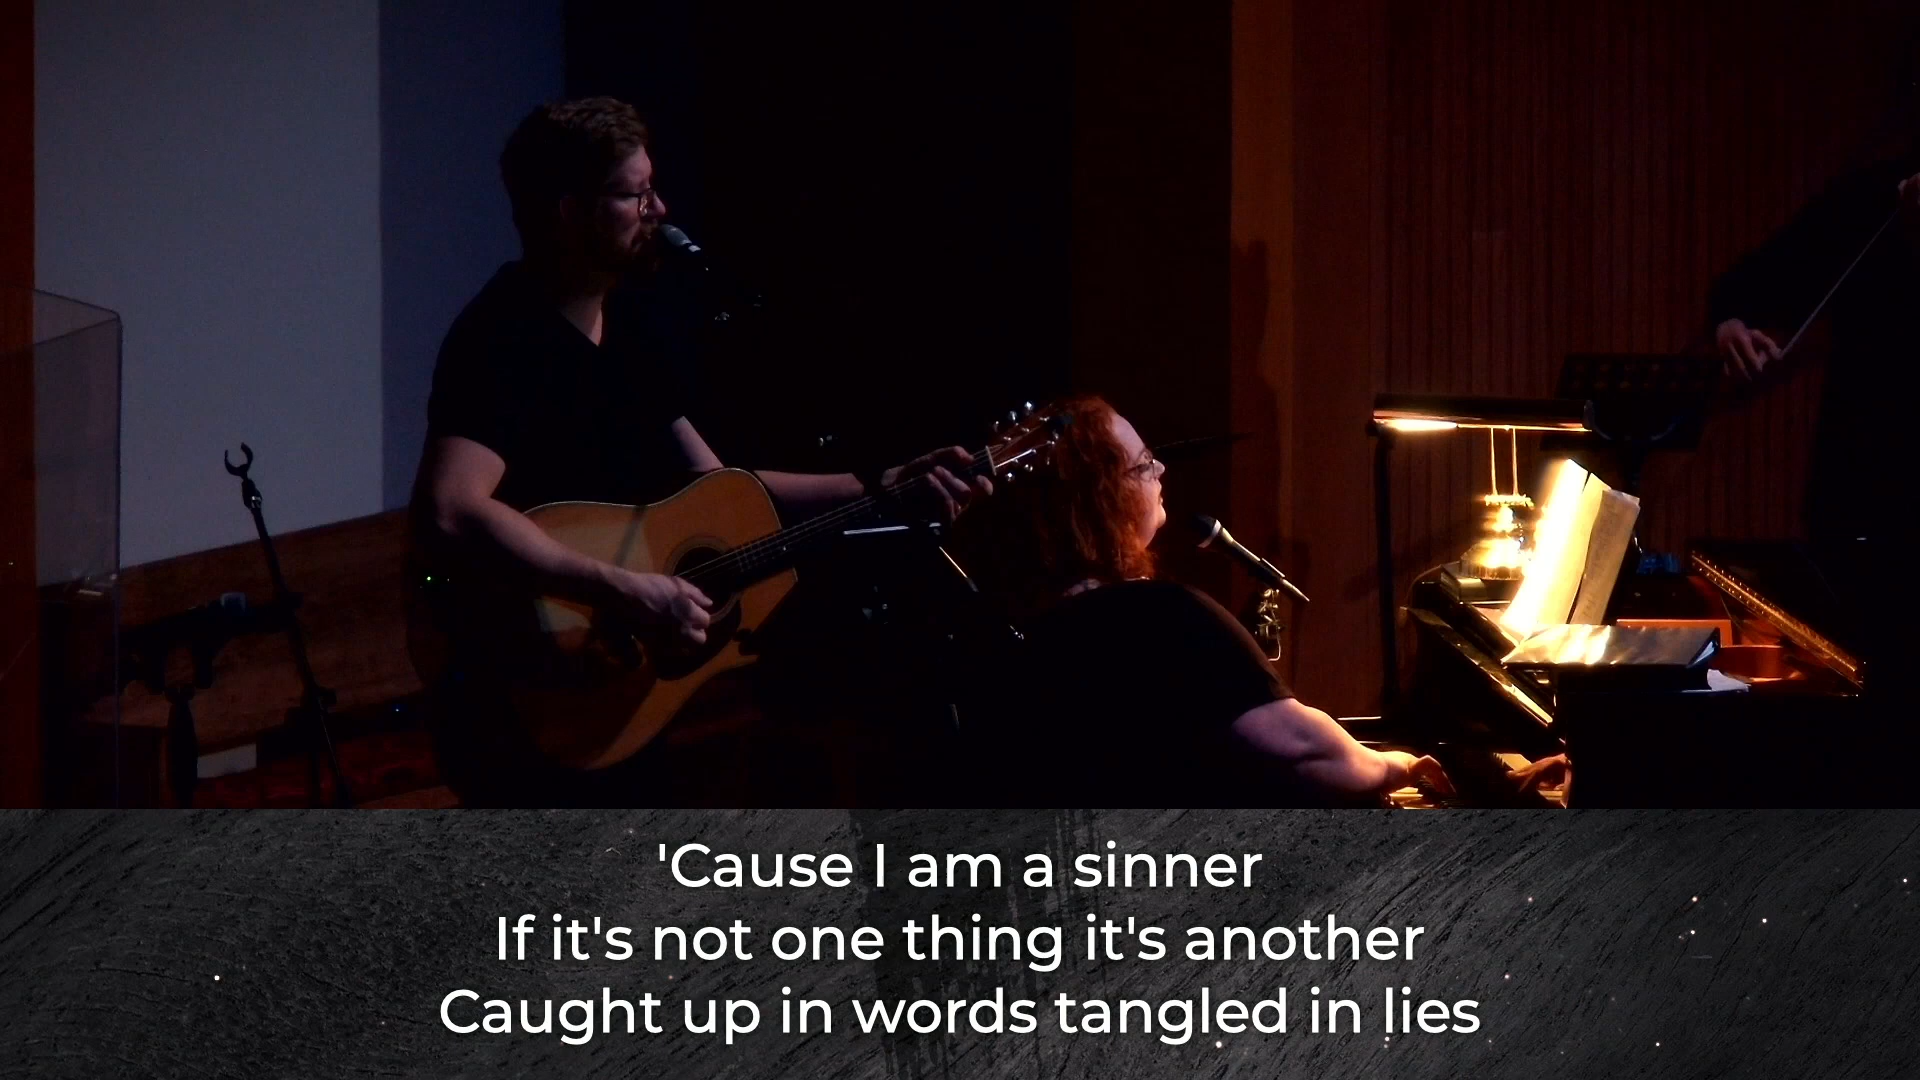 'Cause I am a sinner
If it's not one thing it's another
Caught up in words tangled in lies